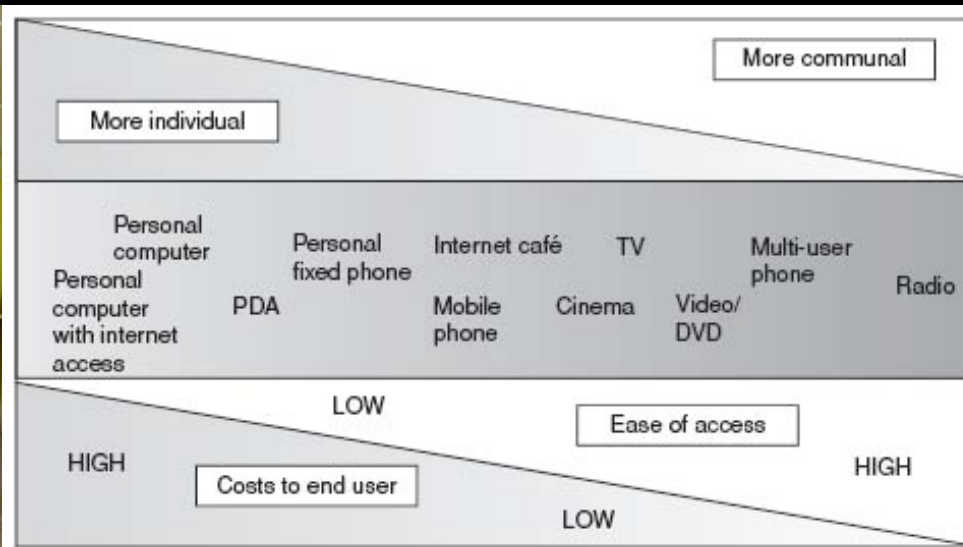 More communal
More individual
Personal
computer
Personal
computer
with internet
access
PDA
Personal
fixed phone
Internet café
Mobile
phone
TV
Cinema
Video/
DVD
Multi-user
phone
Radio
LOW
Ease of access
HIGH
HIGH
Costs to end user
LOW